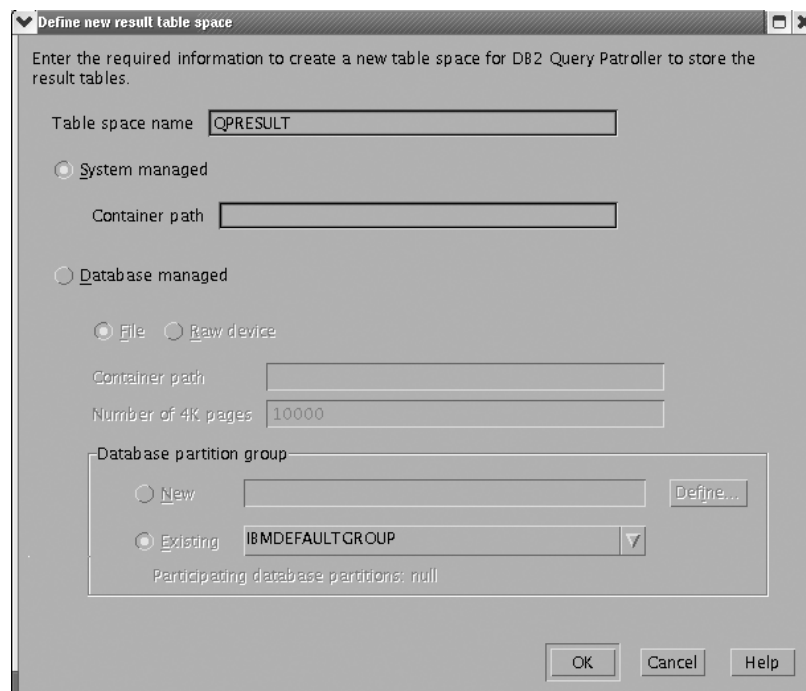 Define new result table space
Enter the required information to create a new table space for DB2 Query Patroller to store the
result tables.
Table space name QPRESULT
System managed
Container path
Database managed
File Raw device
Container path
Number of 4K pages 10000
Database partition group
New Define...
Existing IBMDEFAULTGROUP
Participating database partitions: null
OK Cancel Help